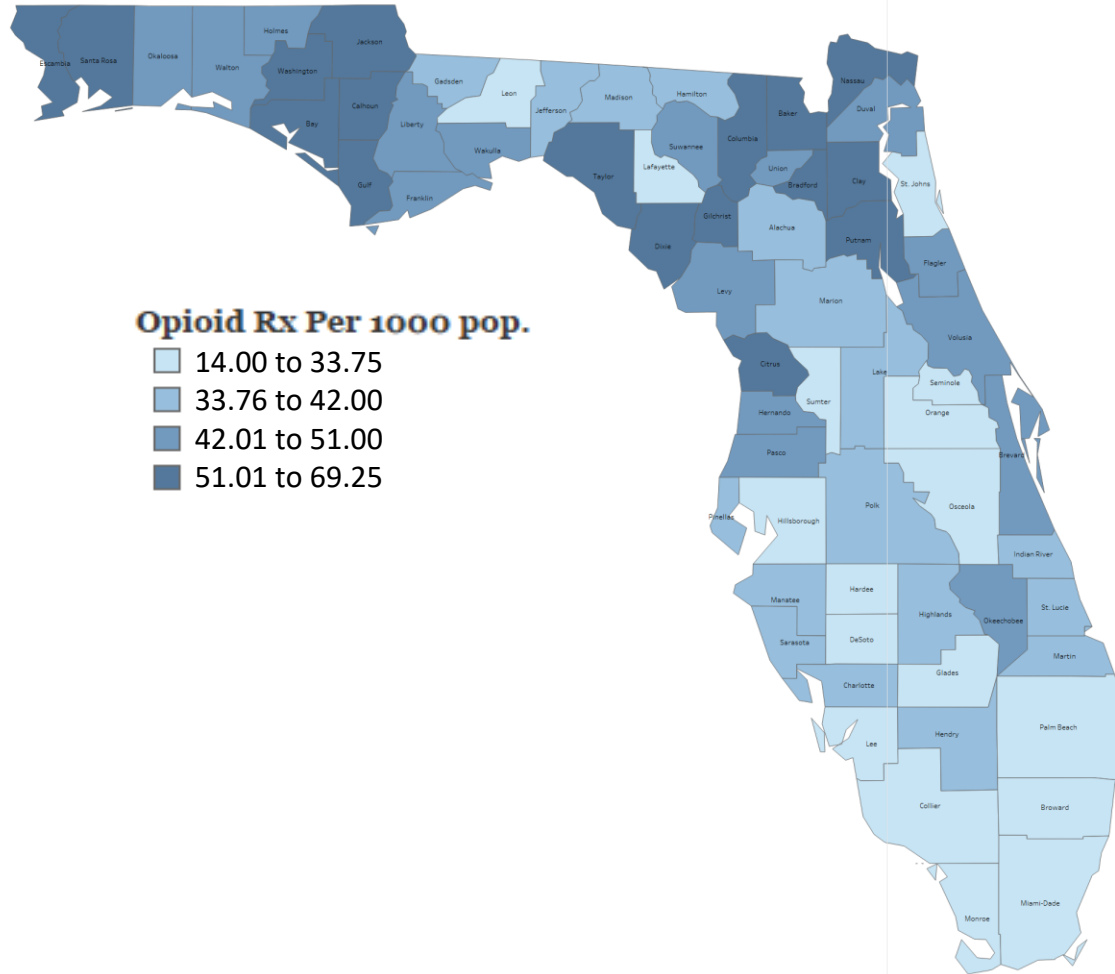 Opioid Rx Per 1000 pop.
14.00 to 33.75
33.76 to 42.00
42.01 to 51.00
51.01 to 69.25
Escambia
Santa Rosa
Okaloosa
Walton
Holmes
Washington
Jackson
Bay
Calhoun
Gulf
Liberty
Gadsden
Franklin
Leon
Wakulla
Jefferson
Madison
Taylor
Hamilton
Suwannee
Lafayette
Dixie
Columbia
Gilchrist
Levy
Baker
Union
Bradford
Alachua
Nassau
Duval
Clay
St. Johns
Putnam
Flagler
Marion
Volusia
Citrus
Sumter
Lake
Seminole
Orange
Hernando
Pasco
Brevard
Pinellas
Hillsborough
Polk
Osceola
Indian River
Manatee
Hardee
Highlands
Okeechobee
St. Lucie
Sarasota
DeSoto
Martin
Charlotte
Glades
Lee
Hendry
Palm Beach
Collier
Broward
Monroe
Miami-Dade